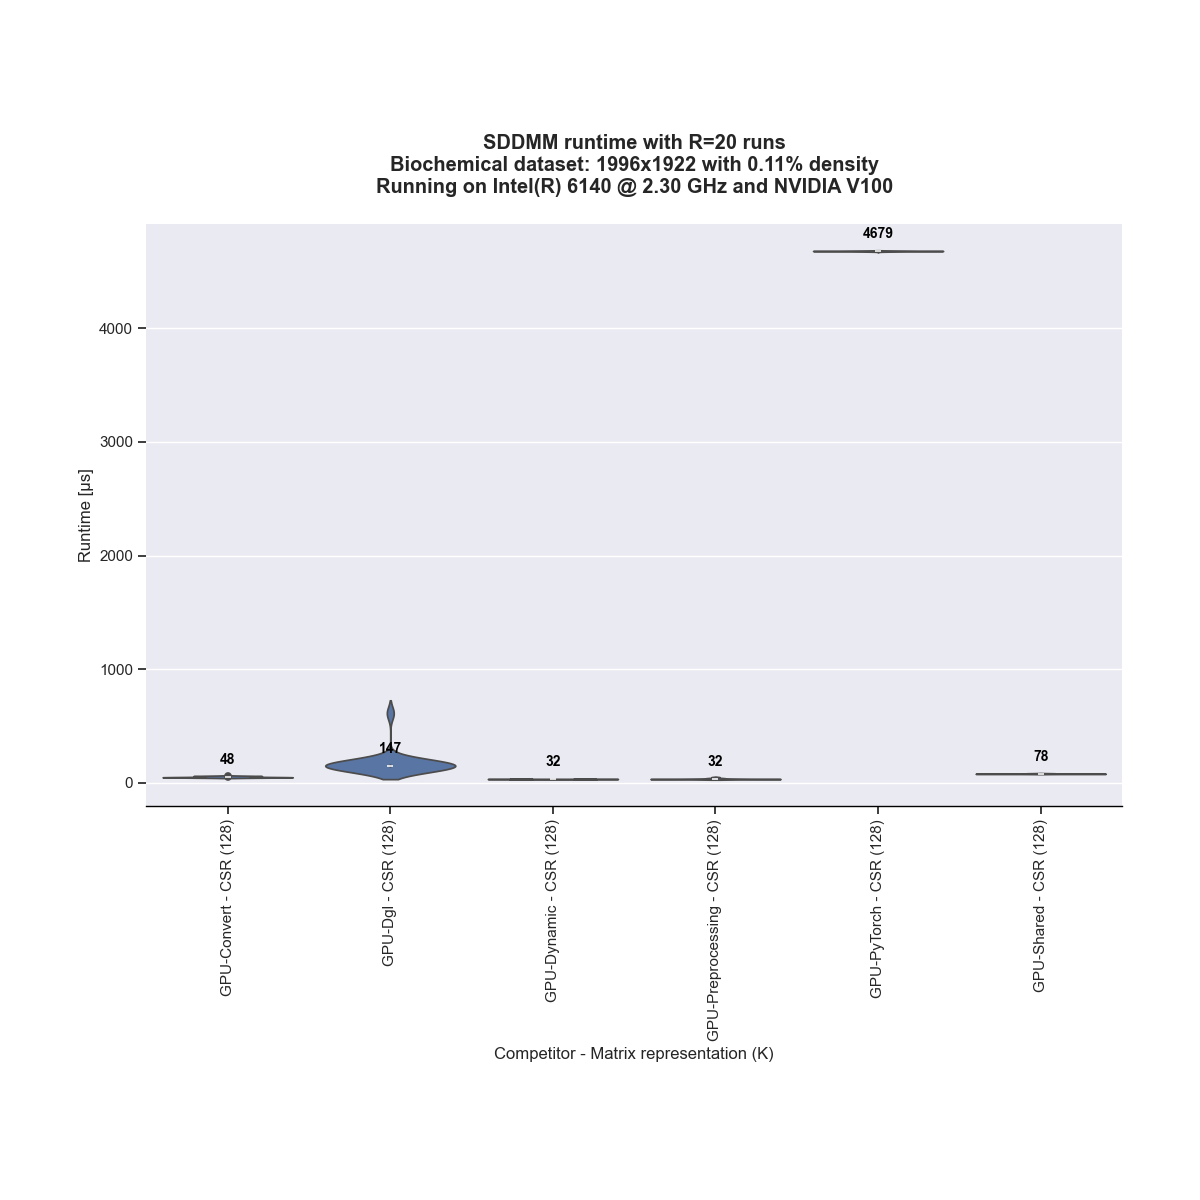 SDDMM runtime with R=20 runs
Biochemical dataset: 1996x1922 with 0.11% density
Running on Intel(R) 6140 @ 2.30 GHz and NVIDIA V100
Runtime [µs]
4000
3000
2000
1000
0
48
147
32
32
4679
78
GPU-Convert - CSR (128)
GPU-Dgl - CSR (128)
GPU-Dynamic - CSR (128)
GPU-Preprocessing - CSR (128)
GPU-PyTorch - CSR (128)
GPU-Shared - CSR (128)
Competitor - Matrix representation (K)